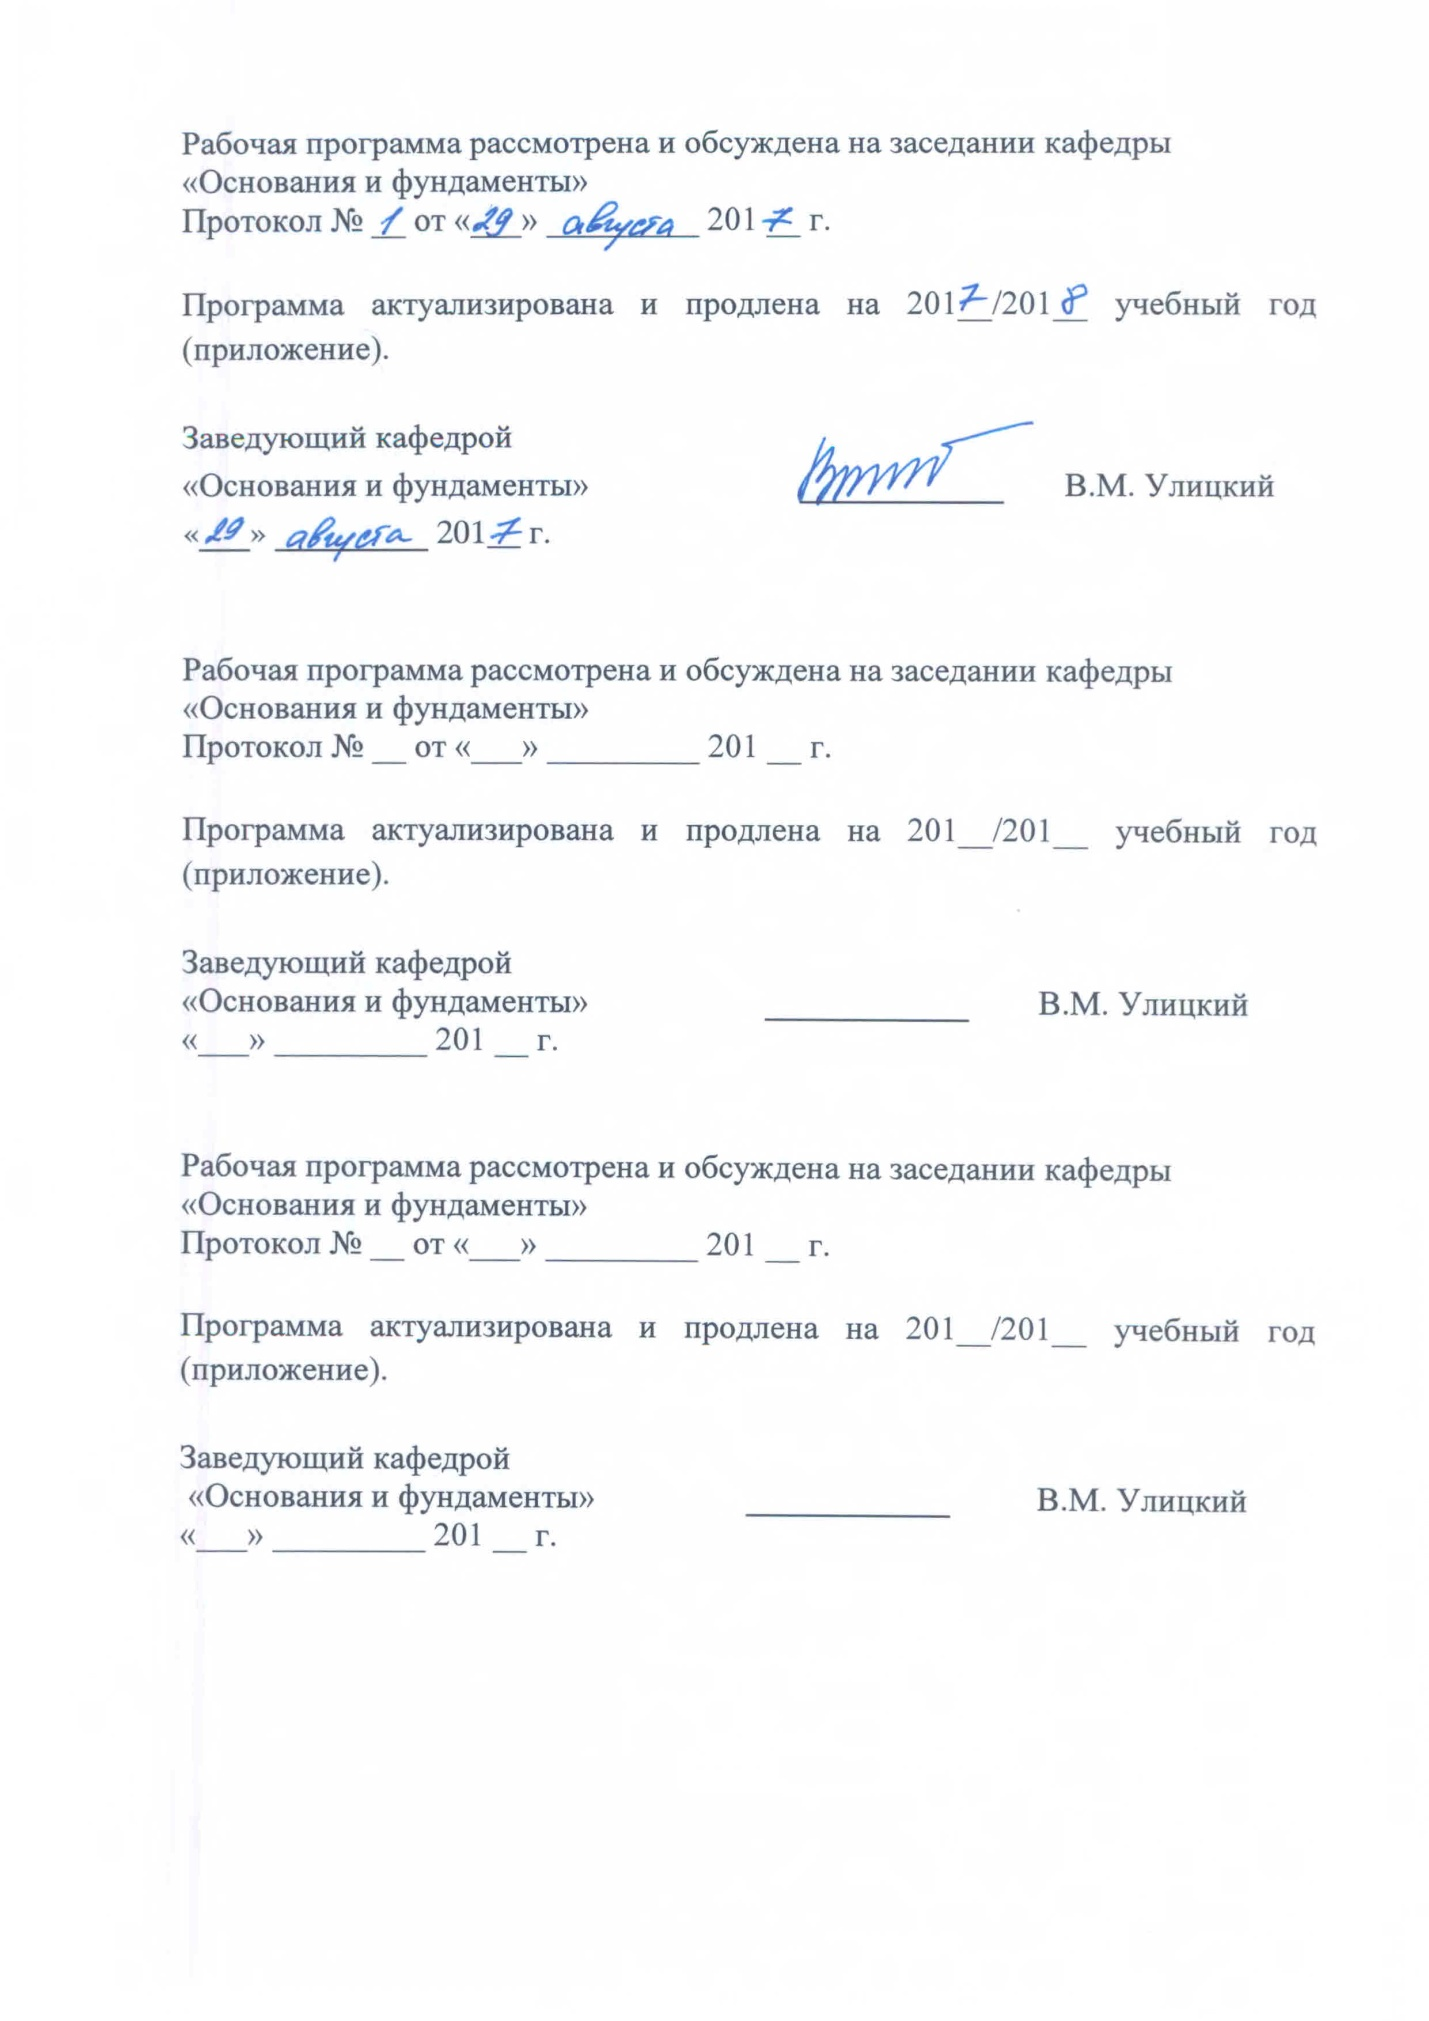 Рабочая программа рассмотрена и обсуждена на заседании кафедры
«Основания и фундаменты»
Протокол № 1 от «29» августа 2017 г.
Программа актуализирована и продлена на 2017/2018 учебный год
(приложение).
Заведующий кафедрой
«Основания и фундаменты» В.М. Улицкий
«29» августа 2017 г.
Рабочая программа рассмотрена и обсуждена на заседании кафедры
«Основания и фундаменты»
Протокол № __ от «___» _________ 201 __ г.
Программа актуализирована и продлена на 201__/201__ учебный год
(приложение).
Заведующий кафедрой
«Основания и фундаменты» ____________ В.М. Улицкий
«___» _________ 201 __ г.
Рабочая программа рассмотрена и обсуждена на заседании кафедры
«Основания и фундаменты»
Протокол № __ от «___» _________ 201 __ г.
Программа актуализирована и продлена на 201__/201__ учебный год
(приложение).
Заведующий кафедрой
«Основания и фундаменты» ____________ В.М. Улицкий
«___» _________ 201 __ г.